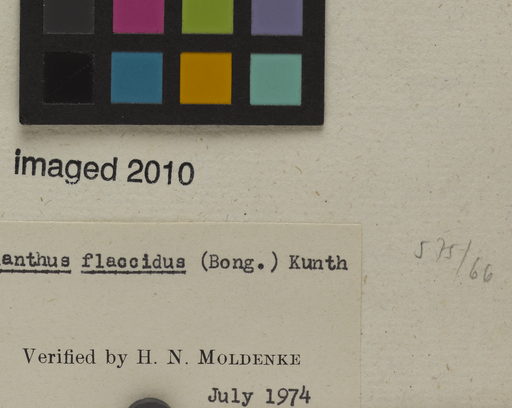 imaged 2010
anthus flaccidus (Bong.) Kunth
575/66
Verified by H. N. MOLDENKE
July 1974